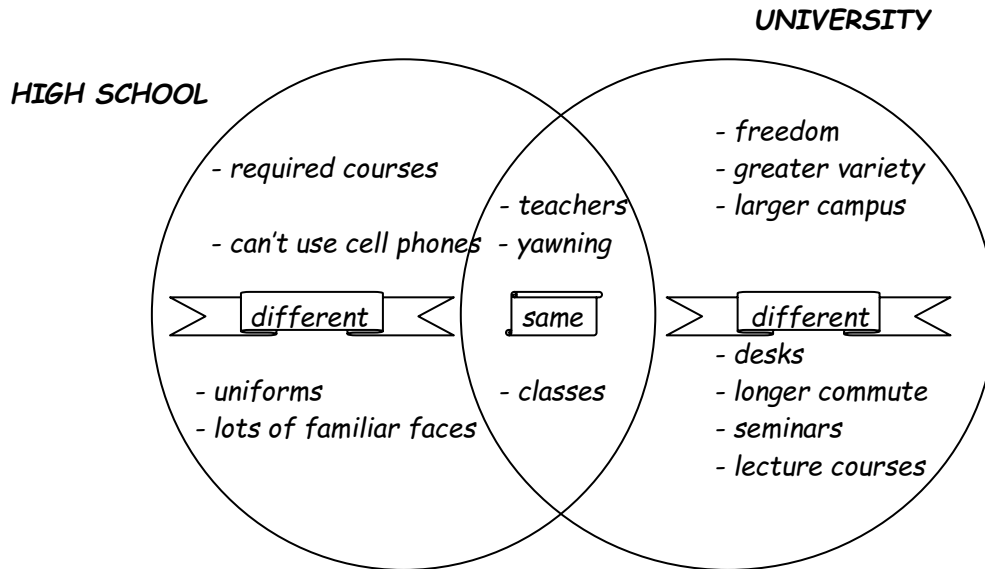 UNIVERSITY
HIGH SCHOOL
- required courses
- can't use cell phones
different
- uniforms
- lots of familiar faces
- teachers
- yawning
same
- classes
- freedom
- greater variety
- larger campus
different
- desks
- longer commute
- seminars
- lecture courses